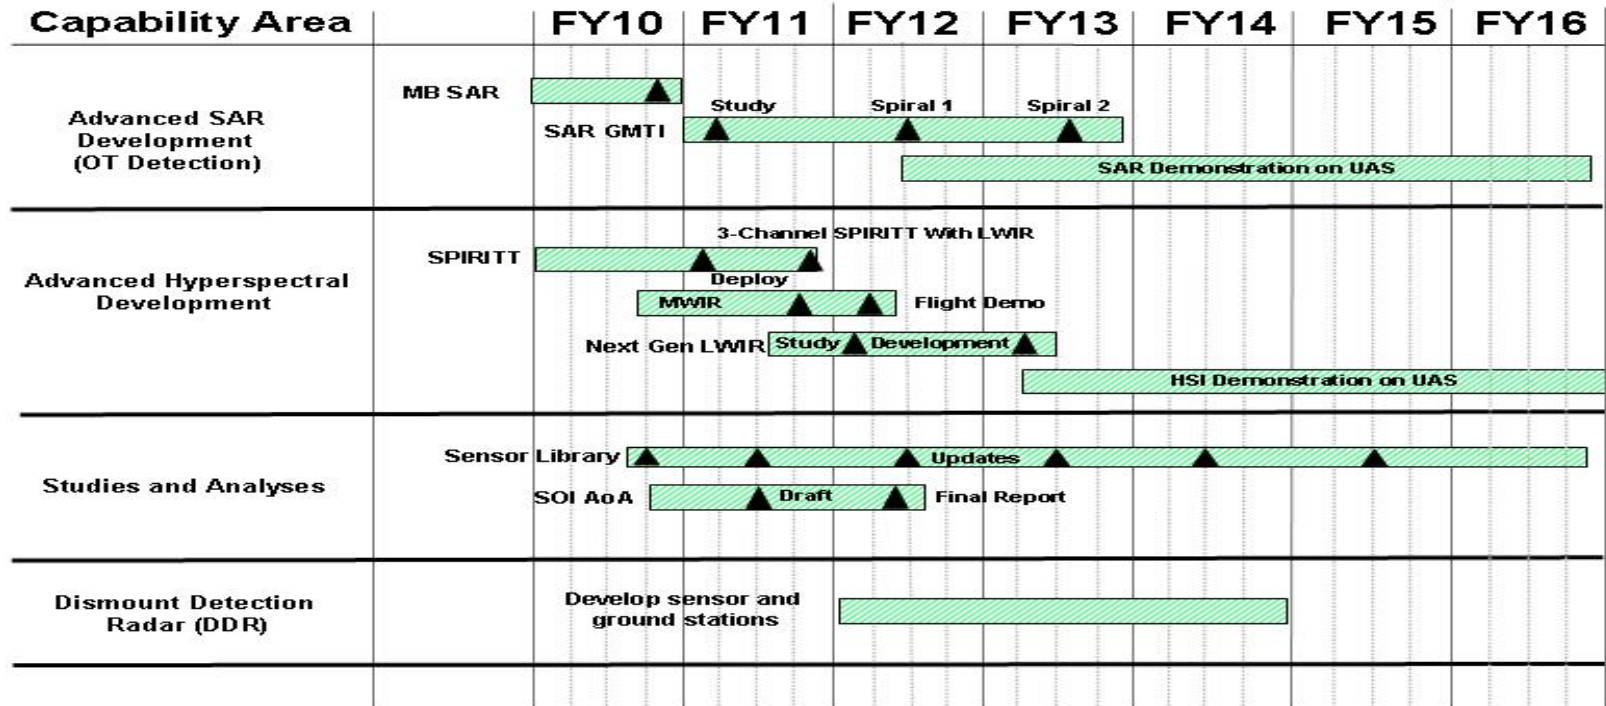 Capability Area FY10 FY11 FY12 FY13 FY14 FY15 FY16
MB SAR
Advanced SAR
Development
(OT Detection)
Study Spiral 1 Spiral 2
SAR GMTI
SAR Demonstration on UAS
3-Channel SPIRITT With LWIR
SPIRITT
Deploy
Advanced Hyperspectral
Development
MWIR Flight Demo
Next Gen LWIR Study Development
HSI Demonstration on UAS
Sensor Library Updates
Studies and Analyses
SOI AoA Draft Final Report
Dismount Detection
Radar (DDR)
Develop sensor and
ground stations